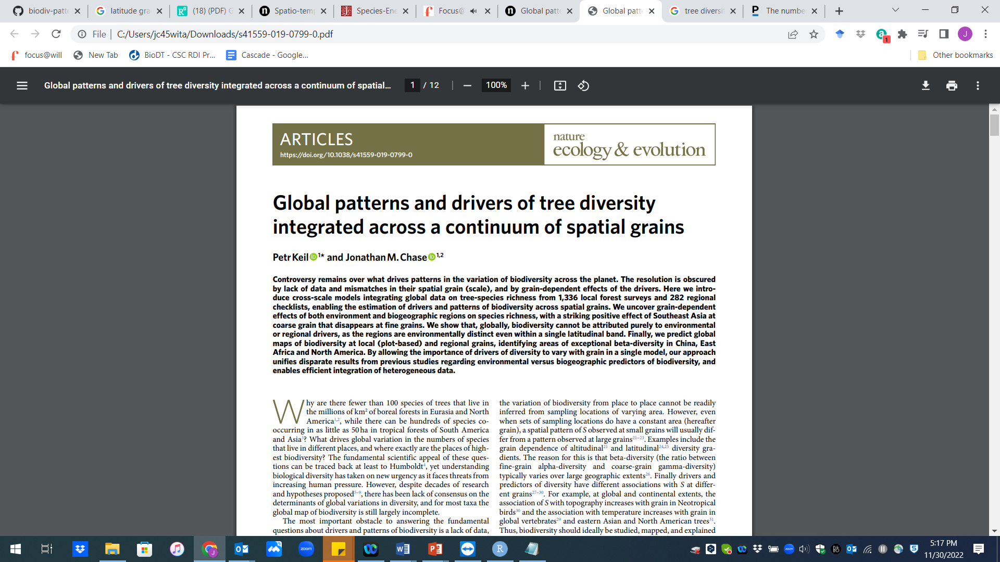 biodiv-patt
latitude gra
(18) (PDF) G
Spatio-temp
Species-Ene
Focus@
Global patt
Global patt
tree diversit
The numbe
File
C:/Users/jc45wita/Downloads/s41559-019-0799-0.pdf
1
J
focus@will
New Tab
BioDT - CSC RDI Pr...
Cascade - Google...
Other bookmarks
Global patterns and drivers of tree diversity integrated across a continuum of spatial...
1 / 12
100%
ARTICLES
https://doi.org/10.1038/s41559-019-0799-0
nature
ecology & evolution
Global patterns and drivers of tree diversity
integrated across a continuum of spatial grains
Petr Keil 1* and Jonathan M. Chase 1,2
Controversy remains over what drives patterns in the variation of biodiversity across the planet. The resolution is obscured
by lack of data and mismatches in their spatial grain (scale), and by grain-dependent effects of the drivers. Here we intro-
duce cross-scale models integrating global data on tree-species richness from 1,336 local forest surveys and 282 regional
checklists, enabling the estimation of drivers and patterns of biodiversity across spatial grains. We uncover grain-dependent
effects of both environment and biogeographic regions on species richness, with a striking positive effect of Southeast Asia at
coarse grain that disappears at fine grains. We show that, globally, biodiversity cannot be attributed purely to environmental
or regional drivers, as the regions are environmentally distinct even within a single latitudinal band. Finally, we predict global
maps of biodiversity at local (plot-based) and regional grains, identifying areas of exceptional beta-diversity in China, East
Africa and North America. By allowing the importance of drivers of diversity to vary with grain in a single model, our approach
unifies disparate results from previous studies regarding environmental versus biogeographic predictors of biodiversity, and
enables efficient integration of heterogeneous data.
Why are there fewer than 100 species of trees that live in
the millions of km² of boreal forests in Eurasia and North
America1,2, while there can be hundreds of species co-
occurring in as little as 50 ha in tropical forests of South America
and Asia3? What drives global variation in the numbers of species
that live in different places, and where exactly are the places of high-
est biodiversity? The fundamental scientific appeal of these ques-
tions can be traced back at least to Humboldt4, yet understanding
biological diversity has taken on new urgency as it faces threats from
increasing human pressure. However, despite decades of research
and hypotheses proposed5–9, there has been lack of consensus on the
determinants of global variations in diversity, and for most taxa the
global map of biodiversity is still largely incomplete.
The most important obstacle to answering the fundamental
questions about drivers and patterns of biodiversity is a lack of data,
the variation of biodiversity from place to place cannot be readily
inferred from sampling locations of varying area. However, even
when sets of sampling locations do have a constant area (hereafter
grain), a spatial pattern of S observed at small grains will usually dif-
fer from a pattern observed at large grains21–23. Examples include the
grain dependence of altitudinal21 and latitudinal24,25 diversity gra-
dients. The reason for this is that beta-diversity (the ratio between
fine-grain alpha-diversity and coarse-grain gamma-diversity)
typically varies over large geographic extents26. Finally drivers and
predictors of diversity have different associations with S at differ-
ent grains27–30. For example, at global and continental extents, the
association of S with topography increases with grain in Neotropical
birds30 and the association with temperature increases with grain in
global vertebrates29 and eastern Asian and North American trees31.
Thus, biodiversity should ideally be studied, mapped, and explained
zoom
5:17 PM
11/30/2022